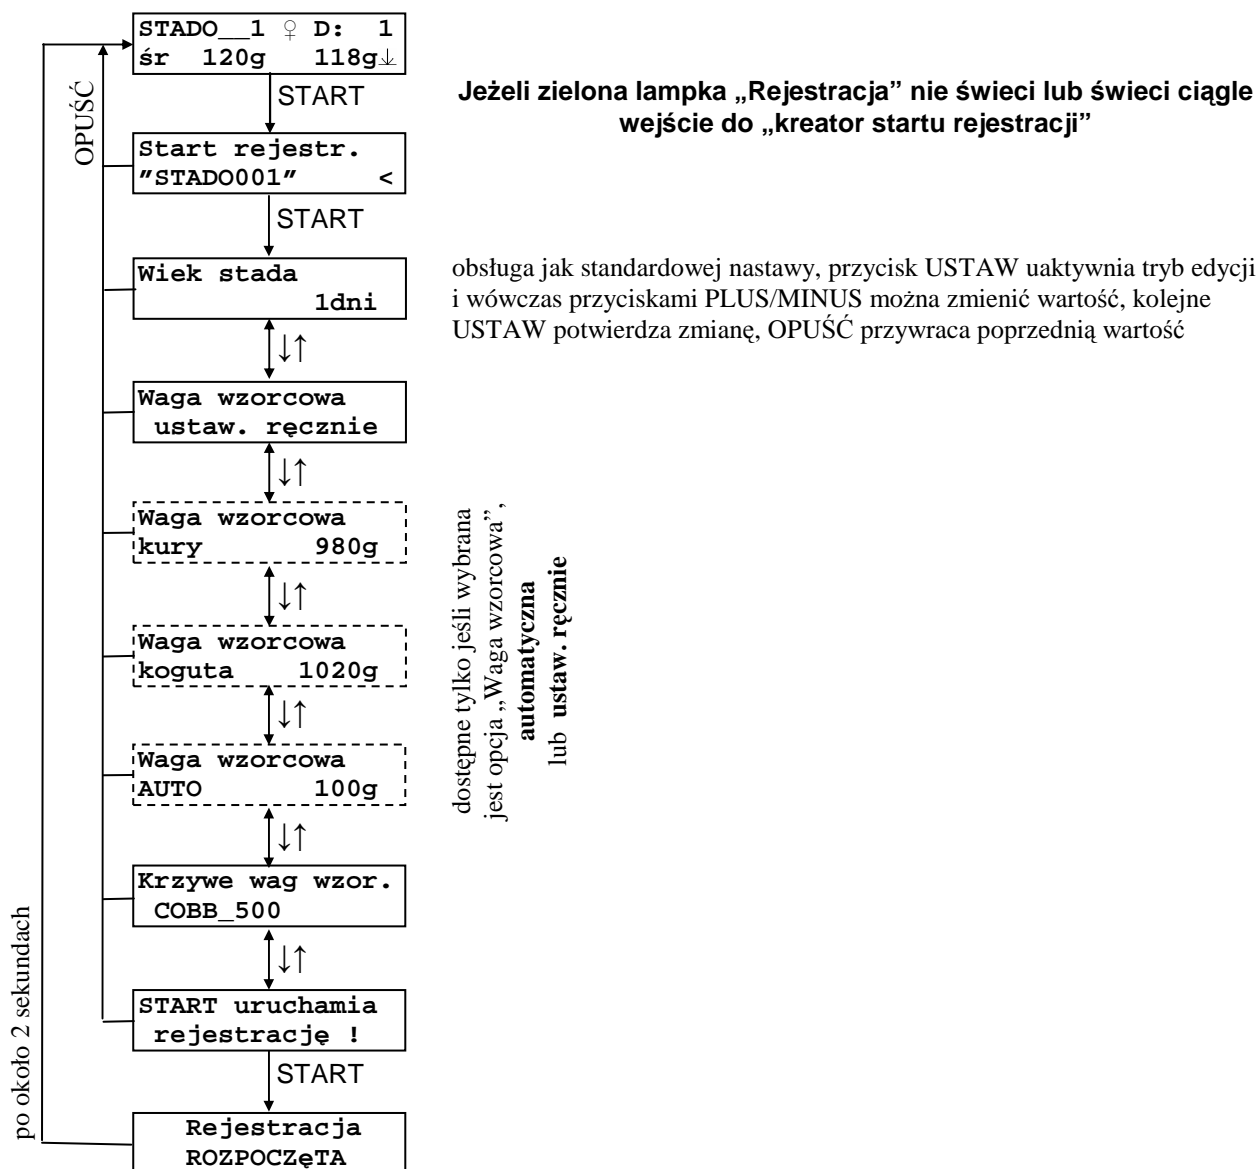 STADO__1 ♀ D: 1
śr 120g 118g↓
START
OPUŚĆ
Jeżeli zielona lampka „Rejestracja” nie świeci lub świeci ciągle
wejście do „kreator startu rejestracji”
Start rejestr.
”STADO001” <
START
Wiek stada
1dni
obsługa jak standardowej nastawy, przycisk USTAW uaktywnia tryb edycji
i wówczas przyciskami PLUS/MINUS można zmienić wartość, kolejne
USTAW potwierdza zmianę, OPUŚĆ przywraca poprzednią wartość
↓↑
Waga wzorcowa
ustaw. ręcznie
↓↑
Waga wzorcowa
kury 980g
↓↑
Waga wzorcowa
koguta 1020g
↓↑
Waga wzorcowa
AUTO 100g
dostępne tylko jeśli wybrana
jest opcja „Waga wzorcowa”,
automatyczna
lub ustaw. ręcznie
↓↑
Krzywe wag wzor.
COBB_500
↓↑
START uruchamia
rejestrację !
START
Rejestracja
ROZPOCZęTA
po około 2 sekundach